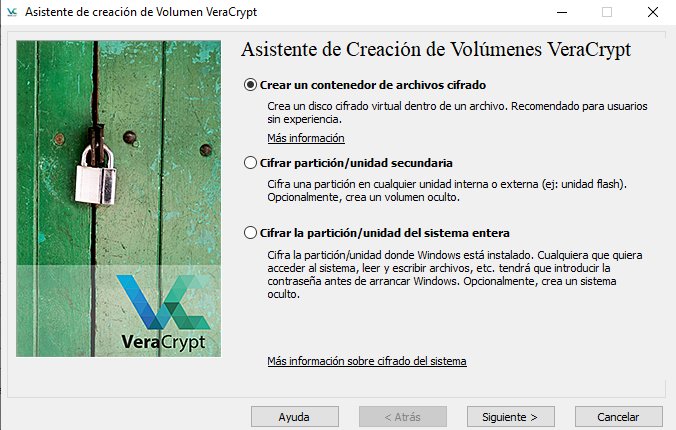 Asistente de creación de Volumen VeraCrypt
Asistente de Creación de Volúmenes VeraCrypt
Crear un contenedor de archivos cifrado
Crea un disco cifrado virtual dentro de un archivo. Recomendado para usuarios
sin experiencia.
Más información
Cifrar partición/unidad secundaria
Cifra una partición en cualquier unidad interna o externa (ej: unidad flash).
Opcionalmente, crea un volumen oculto.
Cifrar la partición/unidad del sistema entera
Cifra la partición/unidad donde Windows está instalado. Cualquiera que quiera
acceder al sistema, leer y escribir archivos, etc. tendrá que introducir la
contraseña antes de arrancar Windows. Opcionalmente, crea un sistema
oculto.
VeraCrypt
Más información sobre cifrado del sistema
Ayuda
< Atrás
Siguiente >
Cancelar